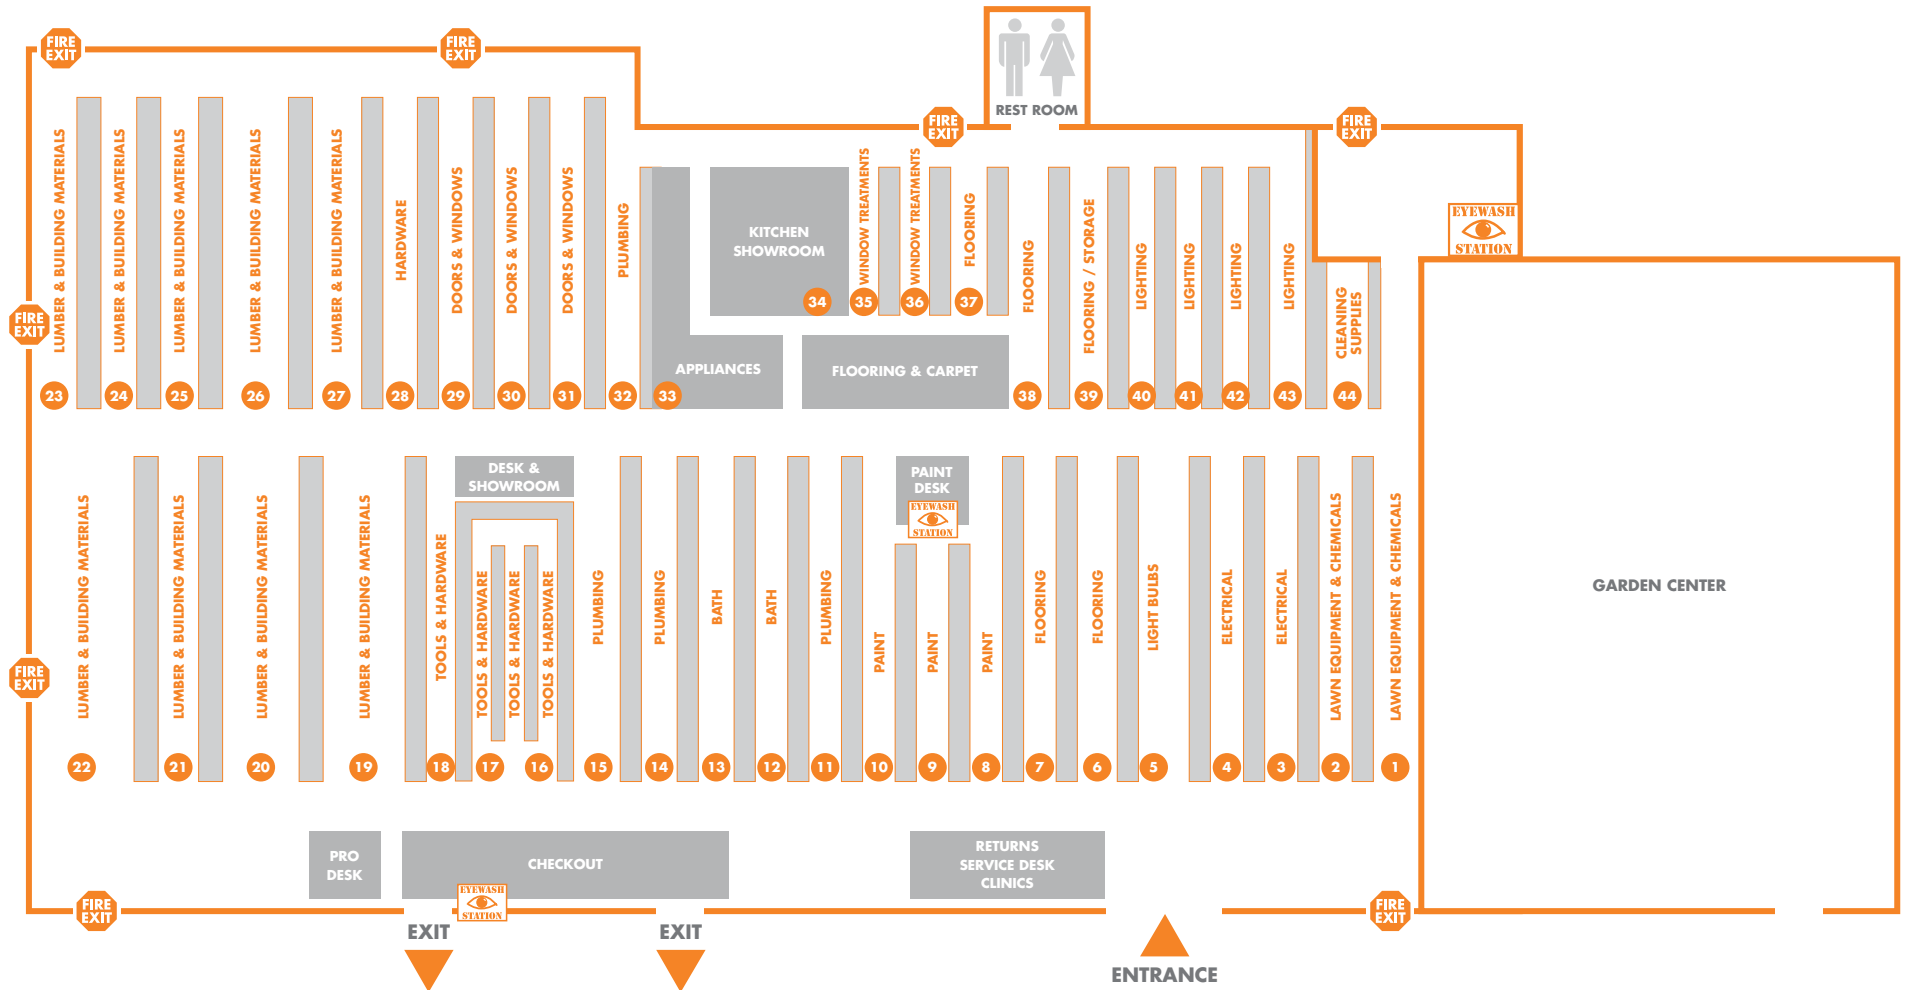 FIRE
EXIT
FIRE
EXIT
REST ROOM
FIRE
EXIT
FIRE
EXIT
LUMBER & BUILDING MATERIALS
LUMBER & BUILDING MATERIALS
LUMBER & BUILDING MATERIALS
LUMBER & BUILDING MATERIALS
LUMBER & BUILDING MATERIALS
HARDWARE
DOORS & WINDOWS
DOORS & WINDOWS
DOORS & WINDOWS
PLUMBING
KITCHEN
SHOWROOM
WINDOW TREATMENTS
WINDOW TREATMENTS
FLOORING
FLOORING
FLOORING / STORAGE
LIGHTING
LIGHTING
LIGHTING
LIGHTING
CLEANING
SUPPLIES
EYEWASH
STATION
34
35
36
37
FIRE
EXIT
APPLIANCES
FLOORING & CARPET
23
24
25
26
27
28
29
30
31
32
33
38
39
40
41
42
43
44
DESK &
SHOWROOM
PAINT
DESK
EYEWASH
STATION
LUMBER & BUILDING MATERIALS
LUMBER & BUILDING MATERIALS
LUMBER & BUILDING MATERIALS
LUMBER & BUILDING MATERIALS
TOOLS & HARDWARE
TOOLS & HARDWARE
TOOLS & HARDWARE
TOOLS & HARDWARE
PLUMBING
PLUMBING
BATH
BATH
PLUMBING
PAINT
PAINT
PAINT
FLOORING
FLOORING
LIGHT BULBS
ELECTRICAL
ELECTRICAL
LAWN EQUIPMENT & CHEMICALS
LAWN EQUIPMENT & CHEMICALS
GARDEN CENTER
FIRE
EXIT
22
21
20
19
18
17
16
15
14
13
12
11
10
9
8
7
6
5
4
3
2
1
PRO
DESK
CHECKOUT
RETURNS
SERVICE DESK
CLINICS
EYEWASH
STATION
FIRE
EXIT
FIRE
EXIT
EXIT
EXIT
ENTRANCE